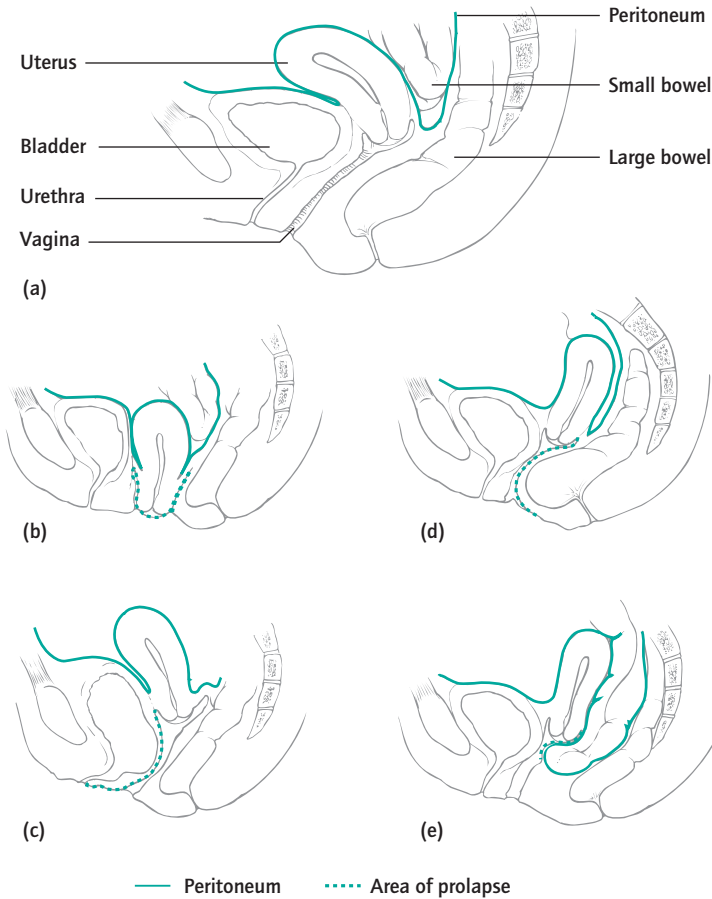 Peritoneum
Uterus
Small bowel
Bladder
Large bowel
Urethra
Vagina
(a)
(b)
(d)
(c)
(e)
Peritoneum
Area of prolapse